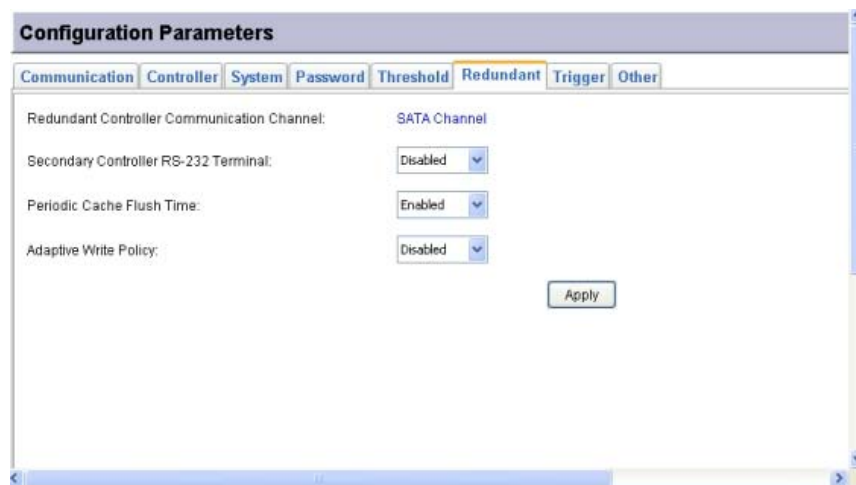 Configuration Parameters
Communication Controller System Password Threshold Redundant Trigger Other
Redundant Controller Communication Channel: SATA Channel
Secondary Controller RS-232 Terminal: Disabled
Periodic Cache Flush Time: Enabled
Adaptive Write Policy: Disabled
Apply